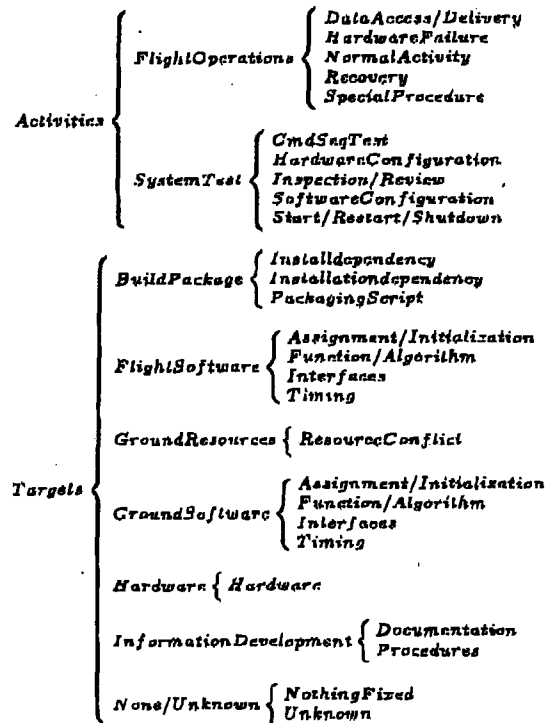 Activities
FlightOperations
DataAccess/Delivery
HardwareFailure
NormalActivity
Recovery
SpecialProcedure
SystemTest
CmdSeqTest
HardwareConfiguration
Inspection/Review
SoftwareConfiguration
Start/Restart/Shutdown
Targets
BuildPackage
Installdependency
Installationdependency
PackagingScript
FlightSoftware
Assignment/Initialization
Function/Algorithm
Interfaces
Timing
GroundResources
ResourceConflict
GroundSoftware
Assignment/Initialization
Function/Algorithm
Interfaces
Timing
Hardware
Hardware
InformationDevelopment
Documentation
Procedures
None/Unknown
NothingFixed
Unknown